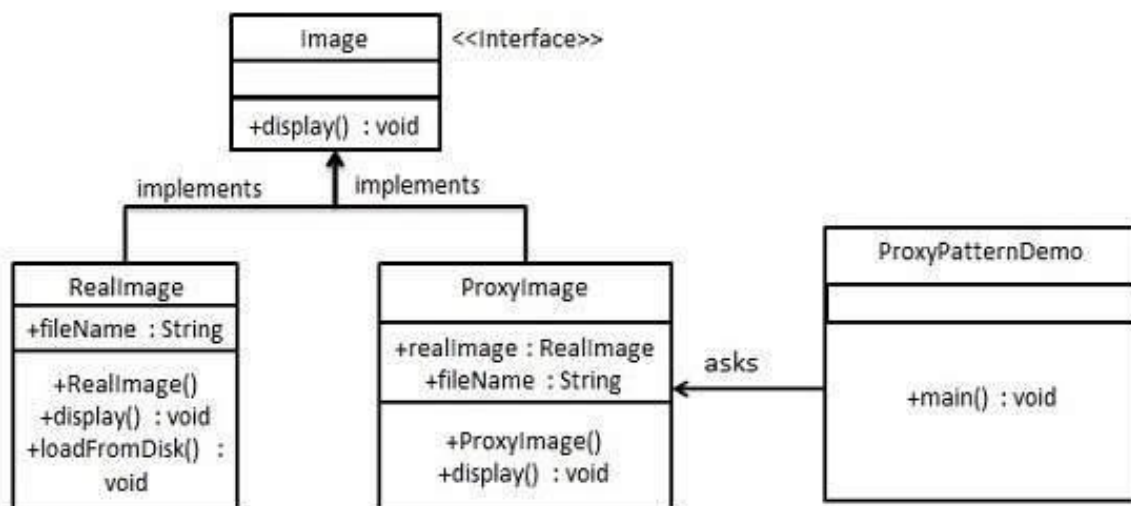 Image
<<Interface>>
+display() : void
implements
implements
RealImage
+fileName : String
+RealImage()
+display() : void
+loadFromDisk() :
void
ProxyImage
+realImage : RealImage
+fileName : String
+ProxyImage()
+display() : void
asks
ProxyPatternDemo
+main() : void